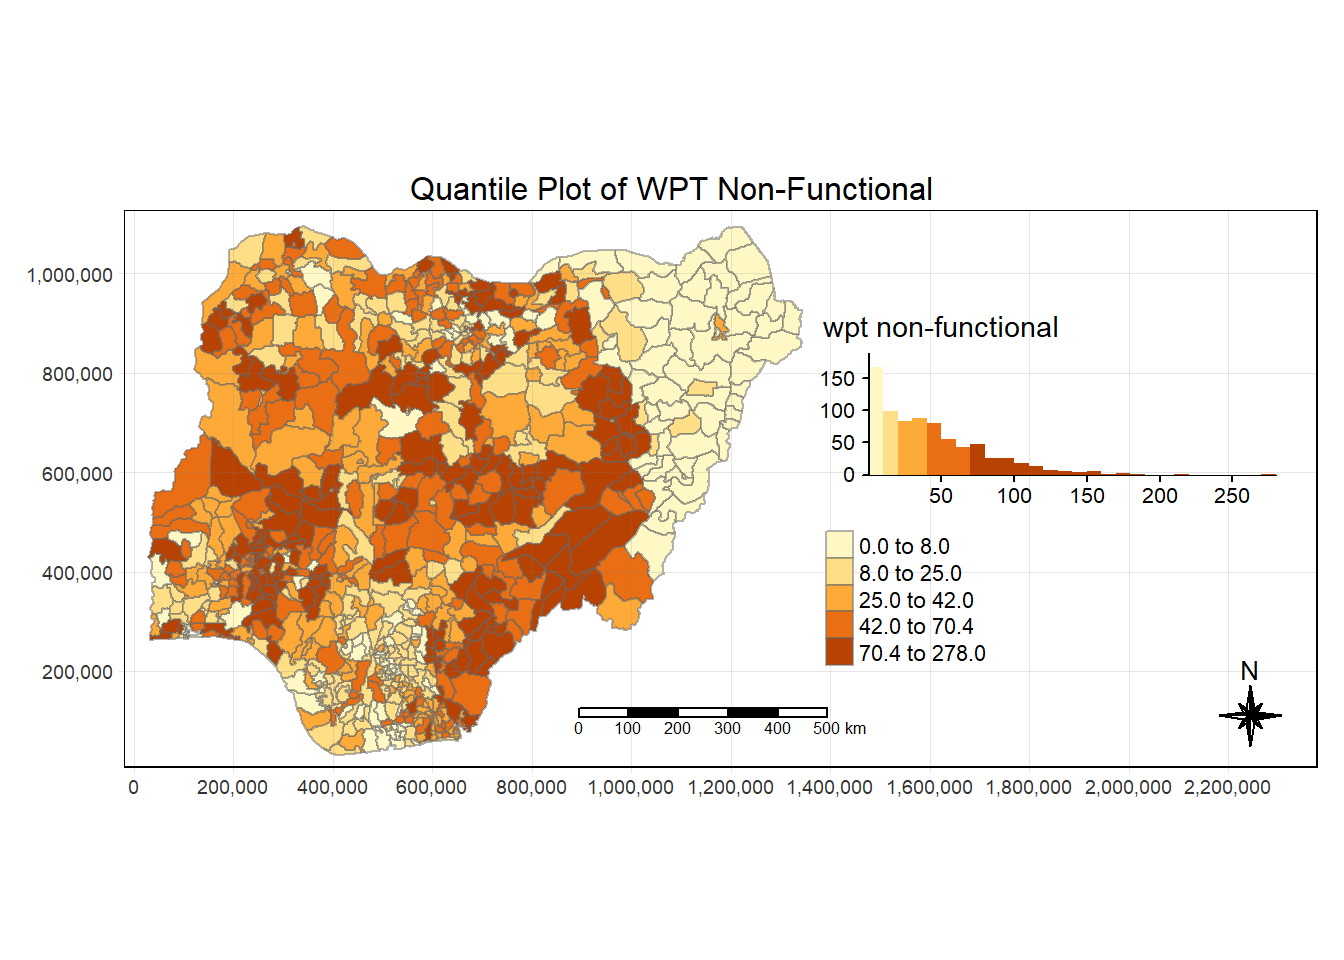 Quantile Plot of WPT Non-Functional
1,000,000
800,000
600,000
400,000
200,000
0 200,000 400,000 600,000 800,000 1,000,000 1,200,000 1,400,000 1,600,000 1,800,000 2,000,000 2,200,000
wpt non-functional
150
100
50
0
50 100 150 200 250
0.0 to 8.0
8.0 to 25.0
25.0 to 42.0
42.0 to 70.4
70.4 to 278.0
N
0 100 200 300 400 500 km